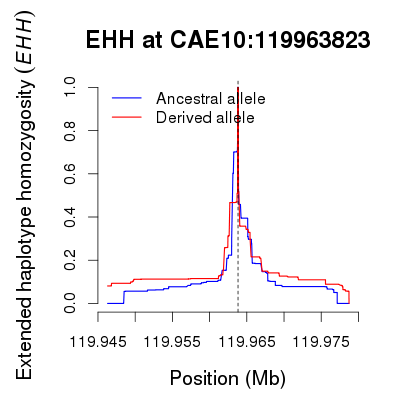 EHH at CAE10:119963823
Extended haplotype homozygosity (EHH)
Ancestral allele
Derived allele
1.0
0.8
0.6
0.4
0.2
0.0
119.945 119.955 119.965 119.975
Position (Mb)